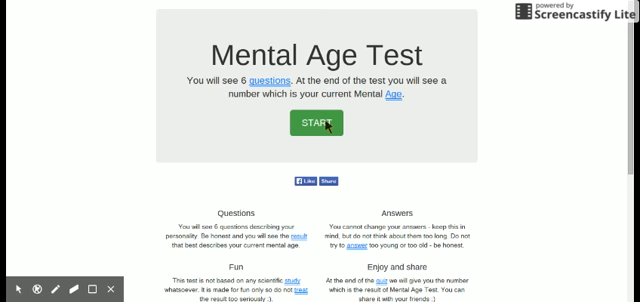 powered by
Screencastify Lite
Mental Age Test
You will see 6 questions. At the end of the test you will see a
number which is your current Mental Age.
START
Like Share
Questions
You will see 6 questions describing your
personality. Be honest and you will see the result
that best describes your current mental age.
Answers
You cannot change your answers - keep this in
mind, but do not think about them too long. Do not
try to answer too young or too old - be honest.
Fun
This test is not based on any scientific study
whatsoever. It is made for fun only so do not treat
the result too seriously :).
Enjoy and share
At the end of the quiz we will give you the number
which is the result of Mental Age Test. You can
share it with your friends :)